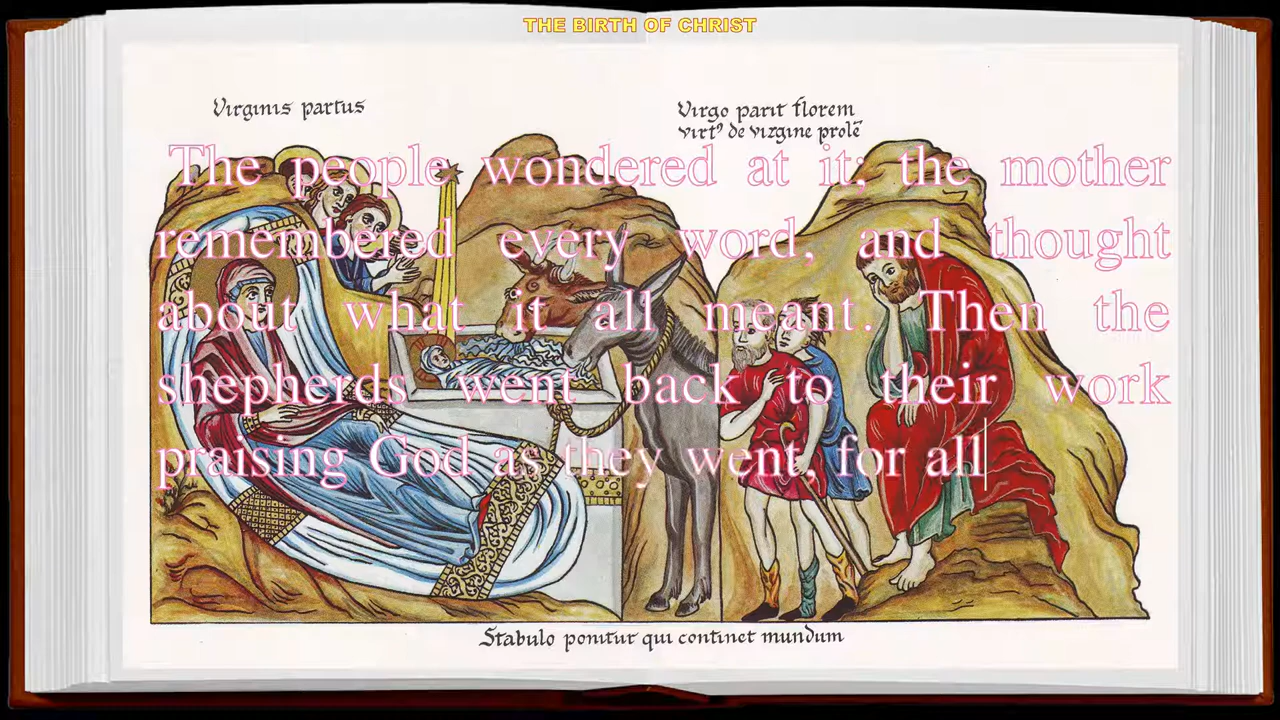 THE BIRTH OF CHRIST
Virginis partus
Virgo parit florem
virtꝰ de virgine prolē
The people wondered at it; the mother
remembered every word, and thought
about what it all meant. Then the
shepherds went back to their work
praising God as they went, for all
Stabulo ponitur qui continet mundum